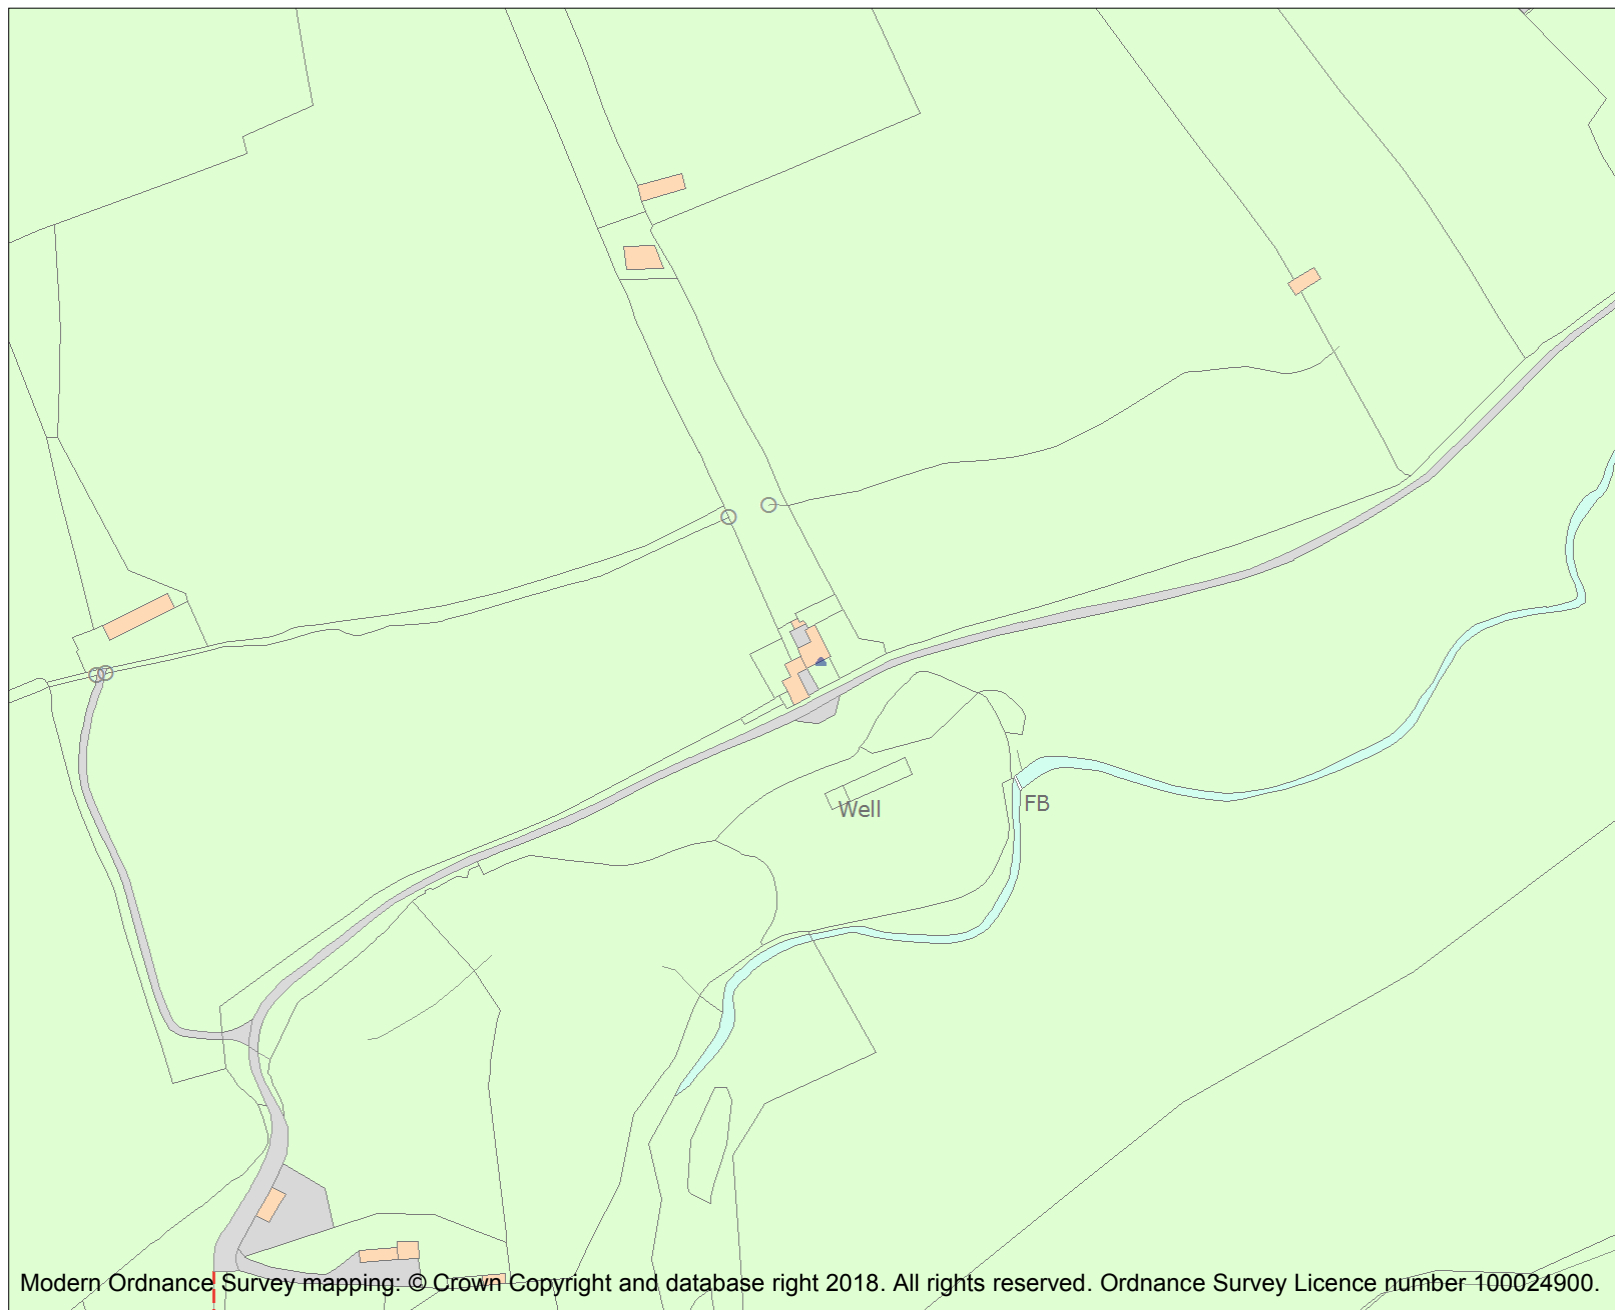 Well
FB
Modern Ordnance Survey mapping: © Crown Copyright and database right 2018. All rights reserved. Ordnance Survey Licence number 100024900.